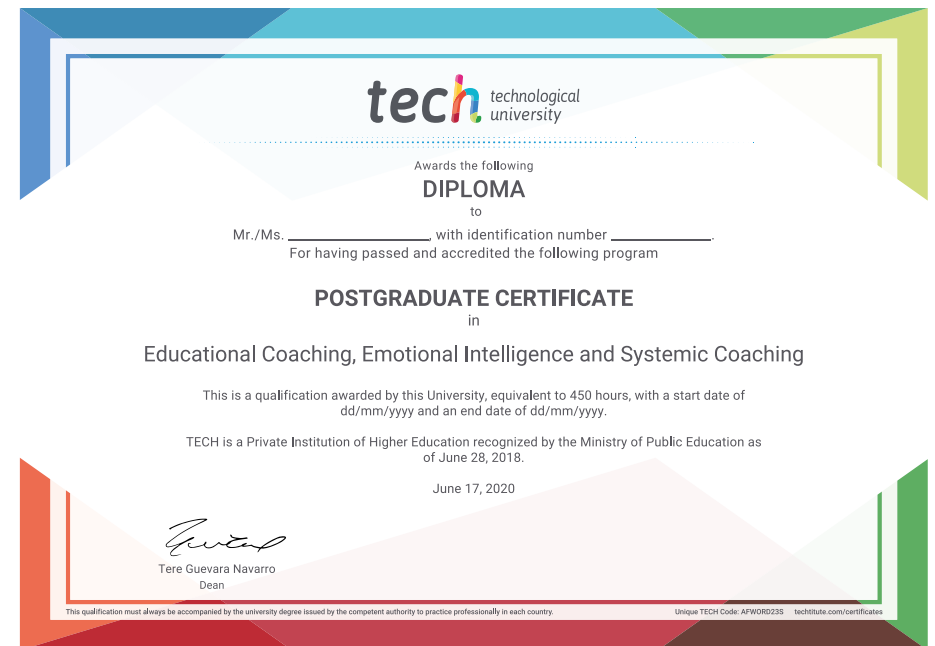 tech technological
university
Awards the following
DIPLOMA
to
Mr./Ms. ____________________, with identification number ______________.
For having passed and accredited the following program
POSTGRADUATE CERTIFICATE
in
Educational Coaching, Emotional Intelligence and Systemic Coaching
This is a qualification awarded by this University, equivalent to 450 hours, with a start date of
dd/mm/yyyy and an end date of dd/mm/yyyy.
TECH is a Private Institution of Higher Education recognized by the Ministry of Public Education as
of June 28, 2018.
June 17, 2020
Tere Guevara Navarro
Dean
This qualification must always be accompanied by the university degree issued by the competent authority to practice professionally in each country.
Unique TECH Code: AFWORD23S techtitute.com/certificates